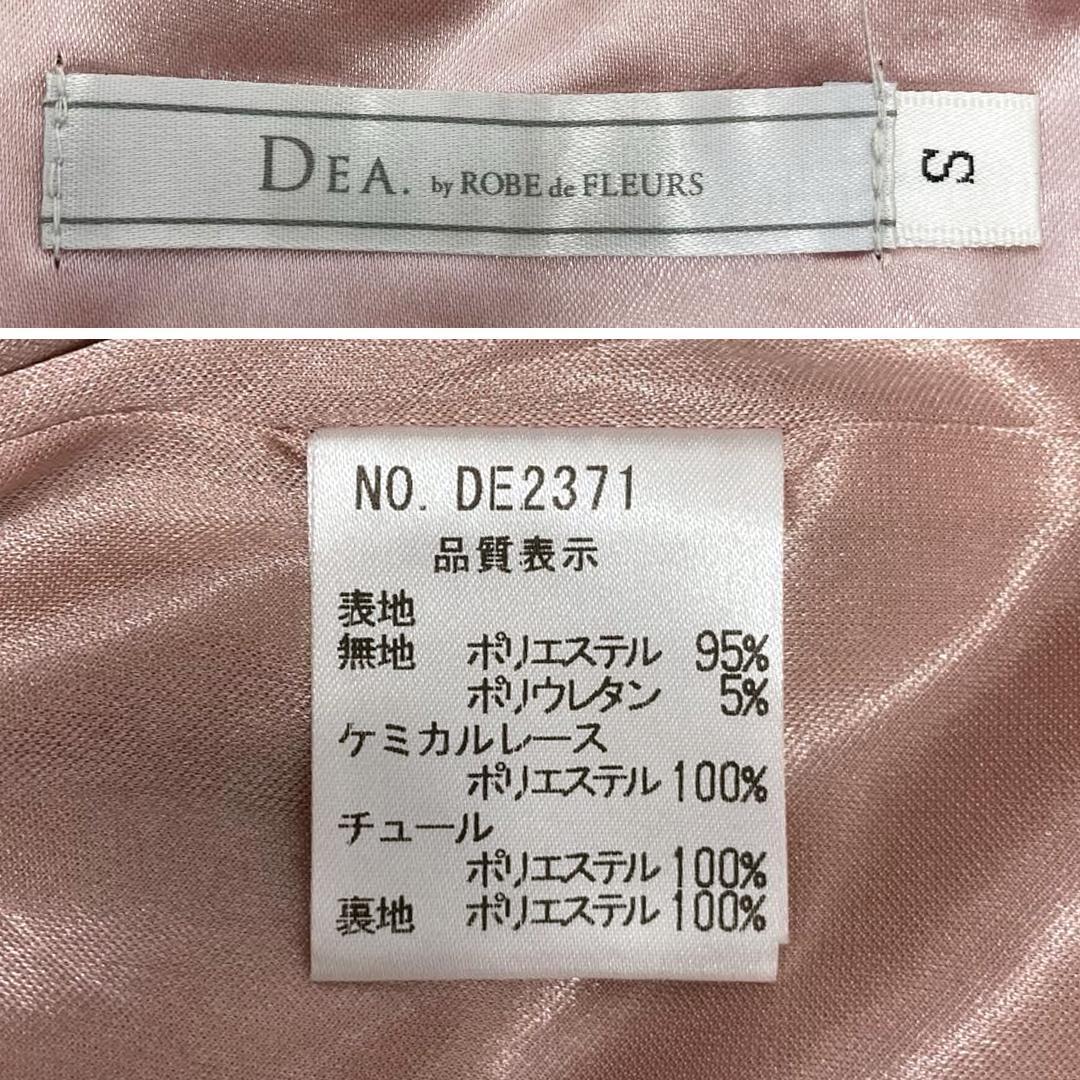 DEA. by ROBE de FLEURS
S
NO. DE2371
品質表示
表地
無地 ポリエステル 95%
ポリウレタン 5%
ケミカルレース
ポリエステル 100%
チュール
ポリエステル 100%
裏地 ポリエステル 100%